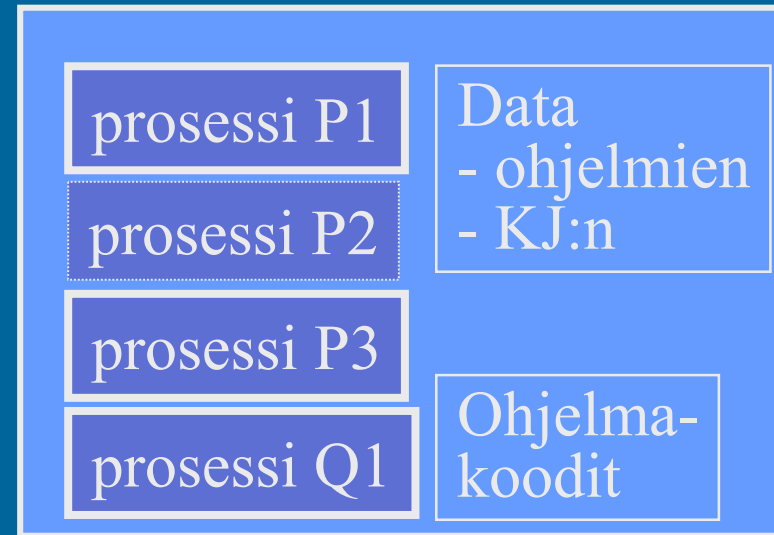 prosessi P1
prosessi P2
prosessi P3
prosessi Q1
Data
- ohjelmien
- KJ:n
Ohjelma-
koodit